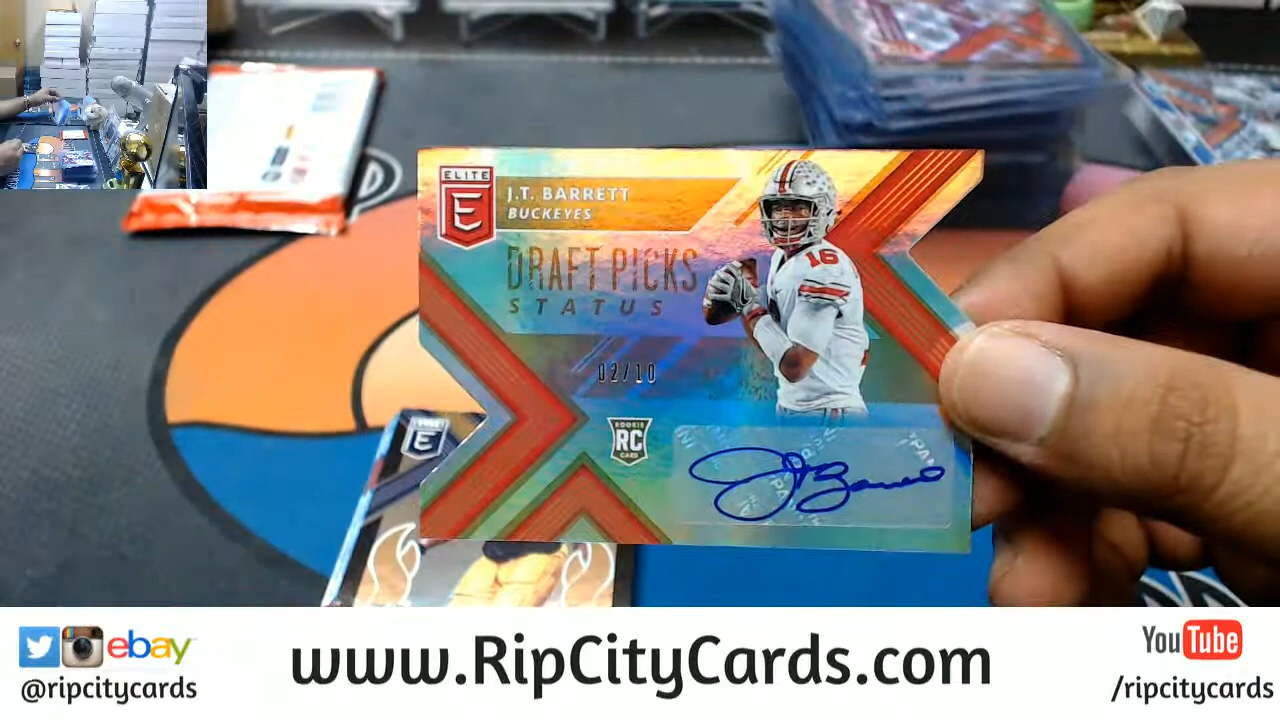 ELITE
E
J.T. BARRETT
BUCKEYES
DRAFT PICKS
STATUS
16
02/10
ROOKIE
RC
CARD
J.T. Barrett
E
ebay
@ripcitycards
www.RipCityCards.com
YouTube
/ripcitycards